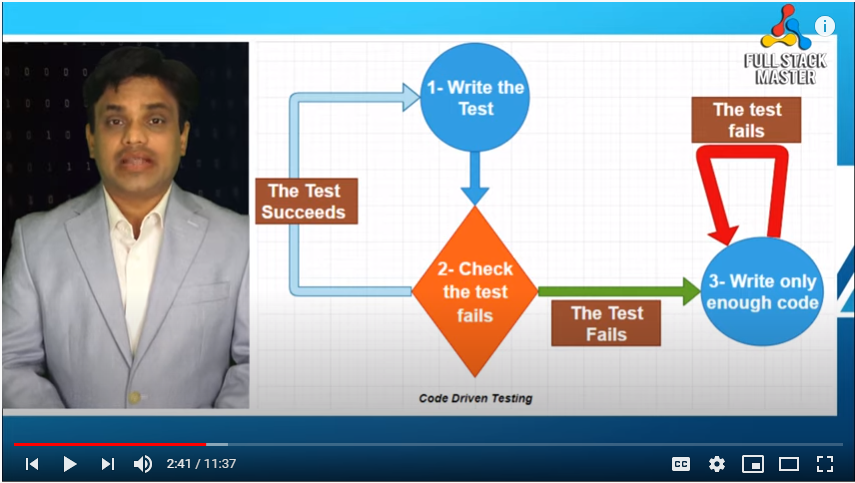 FULL STACK
MASTER
1- Write the
Test
The test
fails
The Test
Succeeds
2- Check
the test
fails
3- Write only
enough code
The Test
Fails
Code Driven Testing
2:41 / 11:37
CC
i